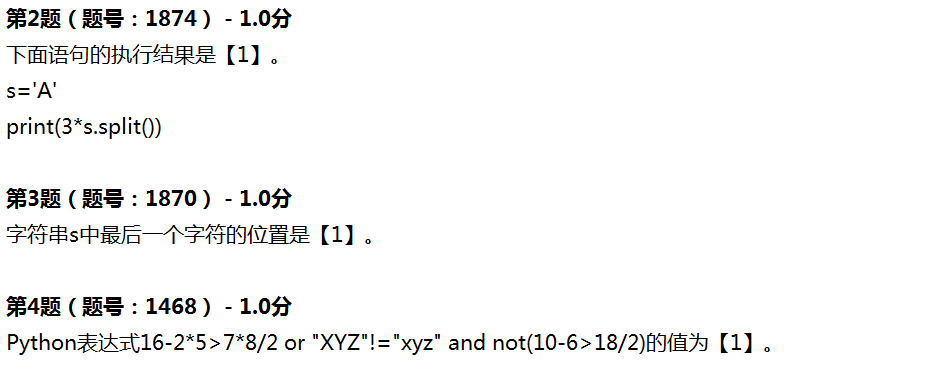 第2题（题号：1874） - 1.0分
下面语句的执行结果是【1】。
s='A'
print(3*s.split())
第3题（题号：1870） - 1.0分
字符串s中最后一个字符的位置是【1】。
第4题（题号：1468） - 1.0分
Python表达式16-2*5>7*8/2 or "XYZ"!="xyz" and not(10-6>18/2)的值为【1】。